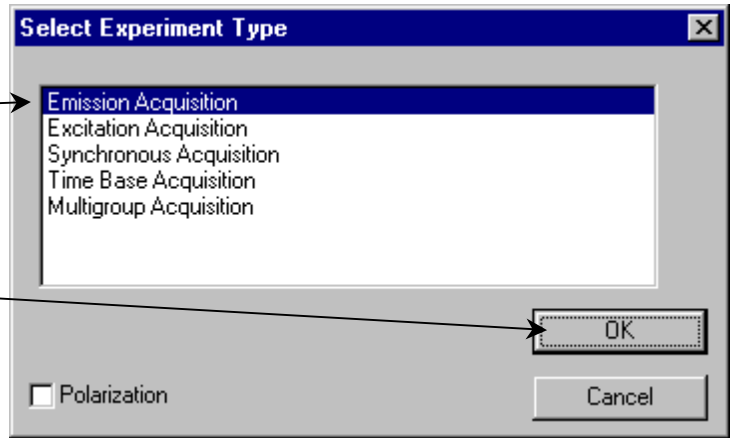 Select Experiment Type
Emission Acquisition
Excitation Acquisition
Synchronous Acquisition
Time Base Acquisition
Multigroup Acquisition
OK
Polarization
Cancel